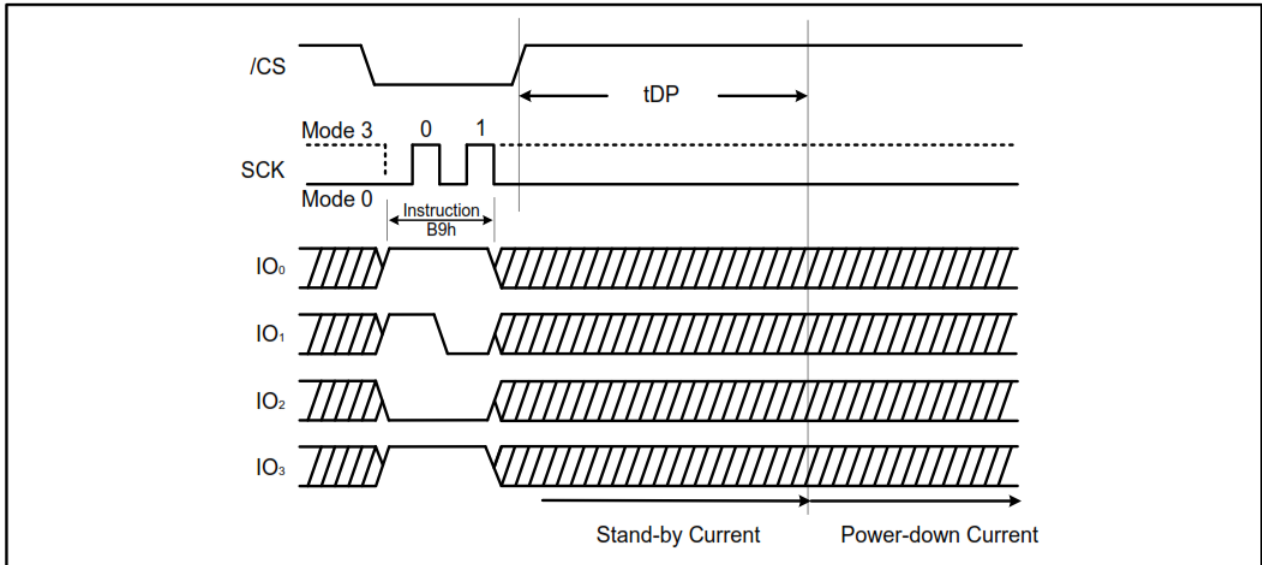 /CS
tDP
Mode 3 0 1
SCK
Mode 0
Instruction
B9h
IO₀
IO₁
IO₂
IO₃
Stand-by Current Power-down Current